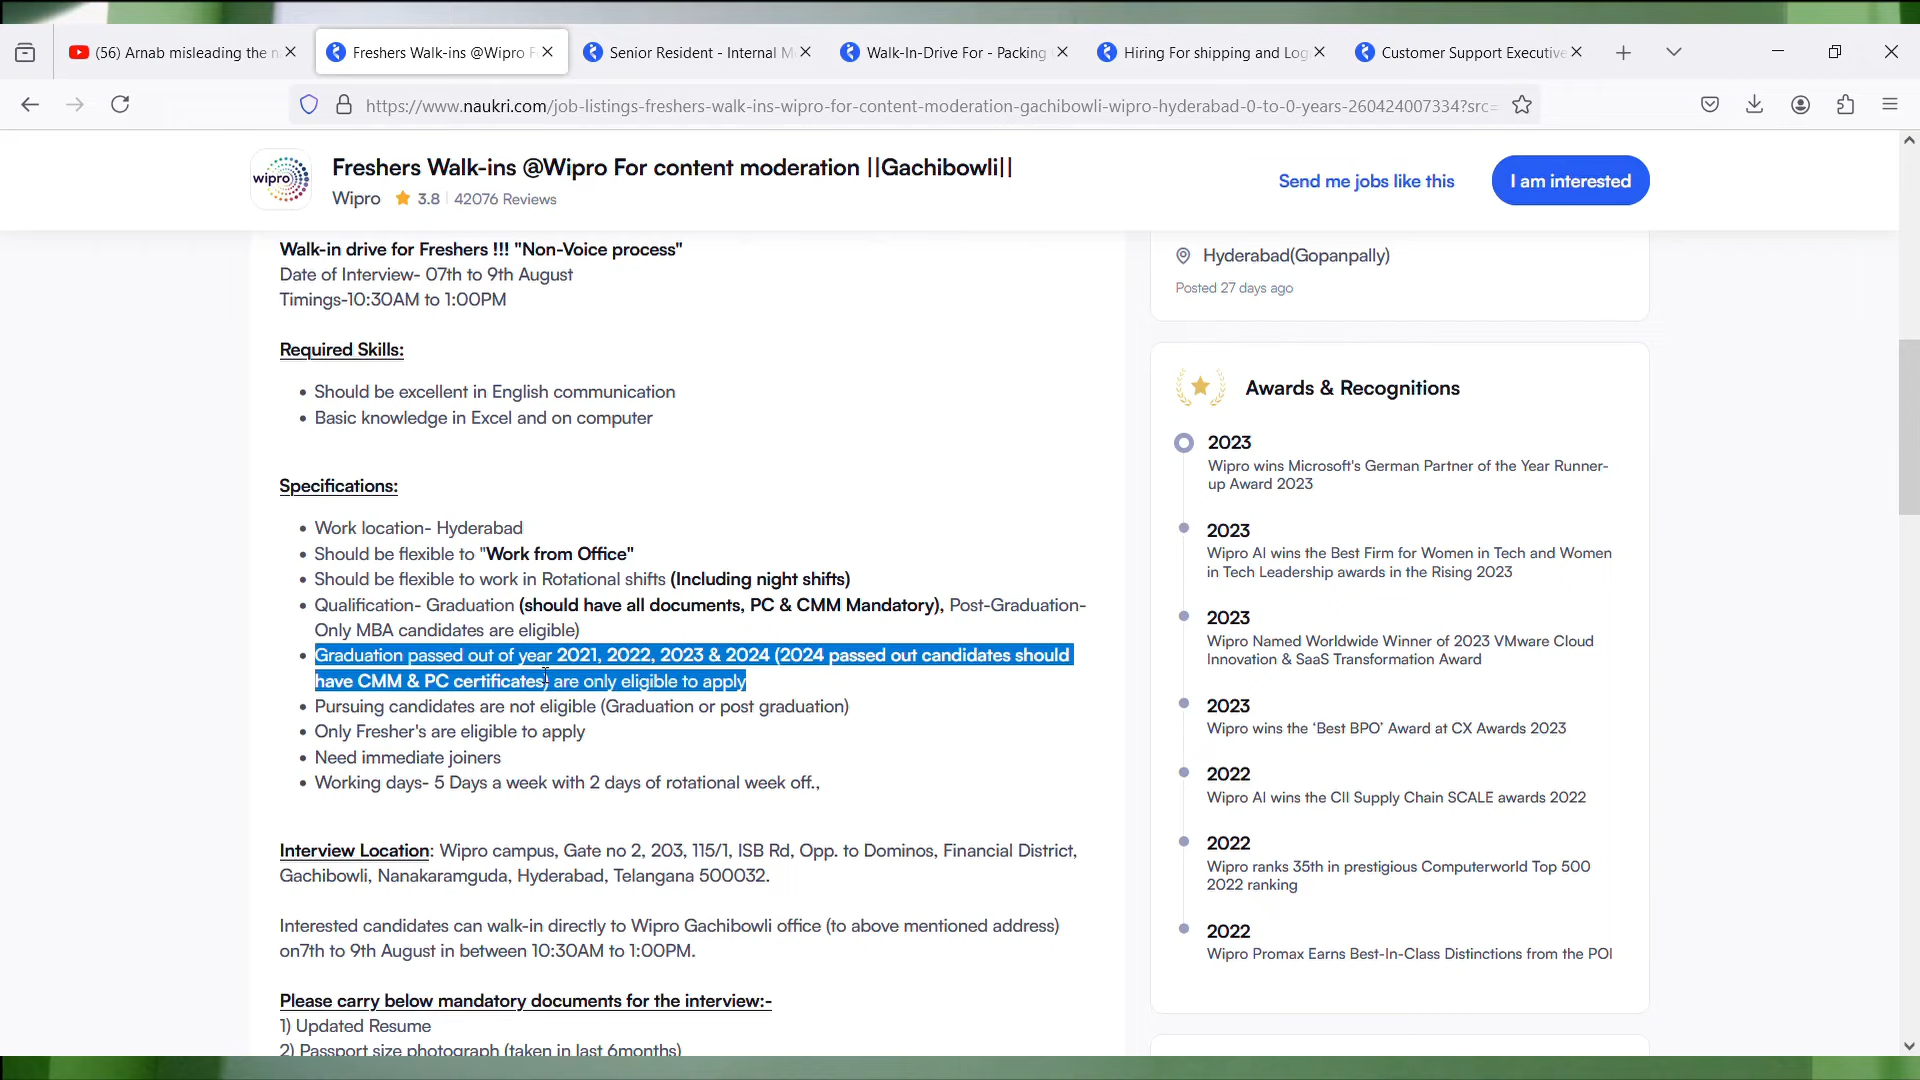 (56) Arnab misleading the n
Freshers Walk-ins @Wipro F
Senior Resident - Internal M
Walk-In-Drive For - Packing
Hiring For shipping and Log
Customer Support Executive
https://www.naukri.com/job-listings-freshers-walk-ins-wipro-for-content-moderation-gachibowli-wipro-hyderabad-0-to-0-years-260424007334?src=
wipro
Freshers Walk-ins @Wipro For content moderation ||Gachibowli||
Wipro 3.8 | 42076 Reviews
Send me jobs like this
I am interested
Walk-in drive for Freshers !!! "Non-Voice process"
Date of Interview- 07th to 9th August
Timings-10:30AM to 1:00PM
Required Skills:
• Should be excellent in English communication
• Basic knowledge in Excel and on computer
Specifications:
• Work location- Hyderabad
• Should be flexible to "Work from Office"
• Should be flexible to work in Rotational shifts (Including night shifts)
• Qualification- Graduation (should have all documents, PC & CMM Mandatory), Post-Graduation-
Only MBA candidates are eligible)
• Graduation passed out of year 2021, 2022, 2023 & 2024 (2024 passed out candidates should
have CMM & PC certificates) are only eligible to apply
• Pursuing candidates are not eligible (Graduation or post graduation)
• Only Fresher's are eligible to apply
• Need immediate joiners
• Working days- 5 Days a week with 2 days of rotational week off.,
Interview Location: Wipro campus, Gate no 2, 203, 115/1, ISB Rd, Opp. to Dominos, Financial District,
Gachibowli, Nanakaramguda, Hyderabad, Telangana 500032.
Interested candidates can walk-in directly to Wipro Gachibowli office (to above mentioned address)
on7th to 9th August in between 10:30AM to 1:00PM.
Please carry below mandatory documents for the interview:-
1) Updated Resume
2) Passport size photograph (taken in last 6months)
Hyderabad(Gopanpally)
Posted 27 days ago
Awards & Recognitions
2023
Wipro wins Microsoft's German Partner of the Year Runner-
up Award 2023
2023
Wipro AI wins the Best Firm for Women in Tech and Women
in Tech Leadership awards in the Rising 2023
2023
Wipro Named Worldwide Winner of 2023 VMware Cloud
Innovation & SaaS Transformation Award
2023
Wipro wins the ‘Best BPO’ Award at CX Awards 2023
2022
Wipro AI wins the CII Supply Chain SCALE awards 2022
2022
Wipro ranks 35th in prestigious Computerworld Top 500
2022 ranking
2022
Wipro Promax Earns Best-In-Class Distinctions from the POI